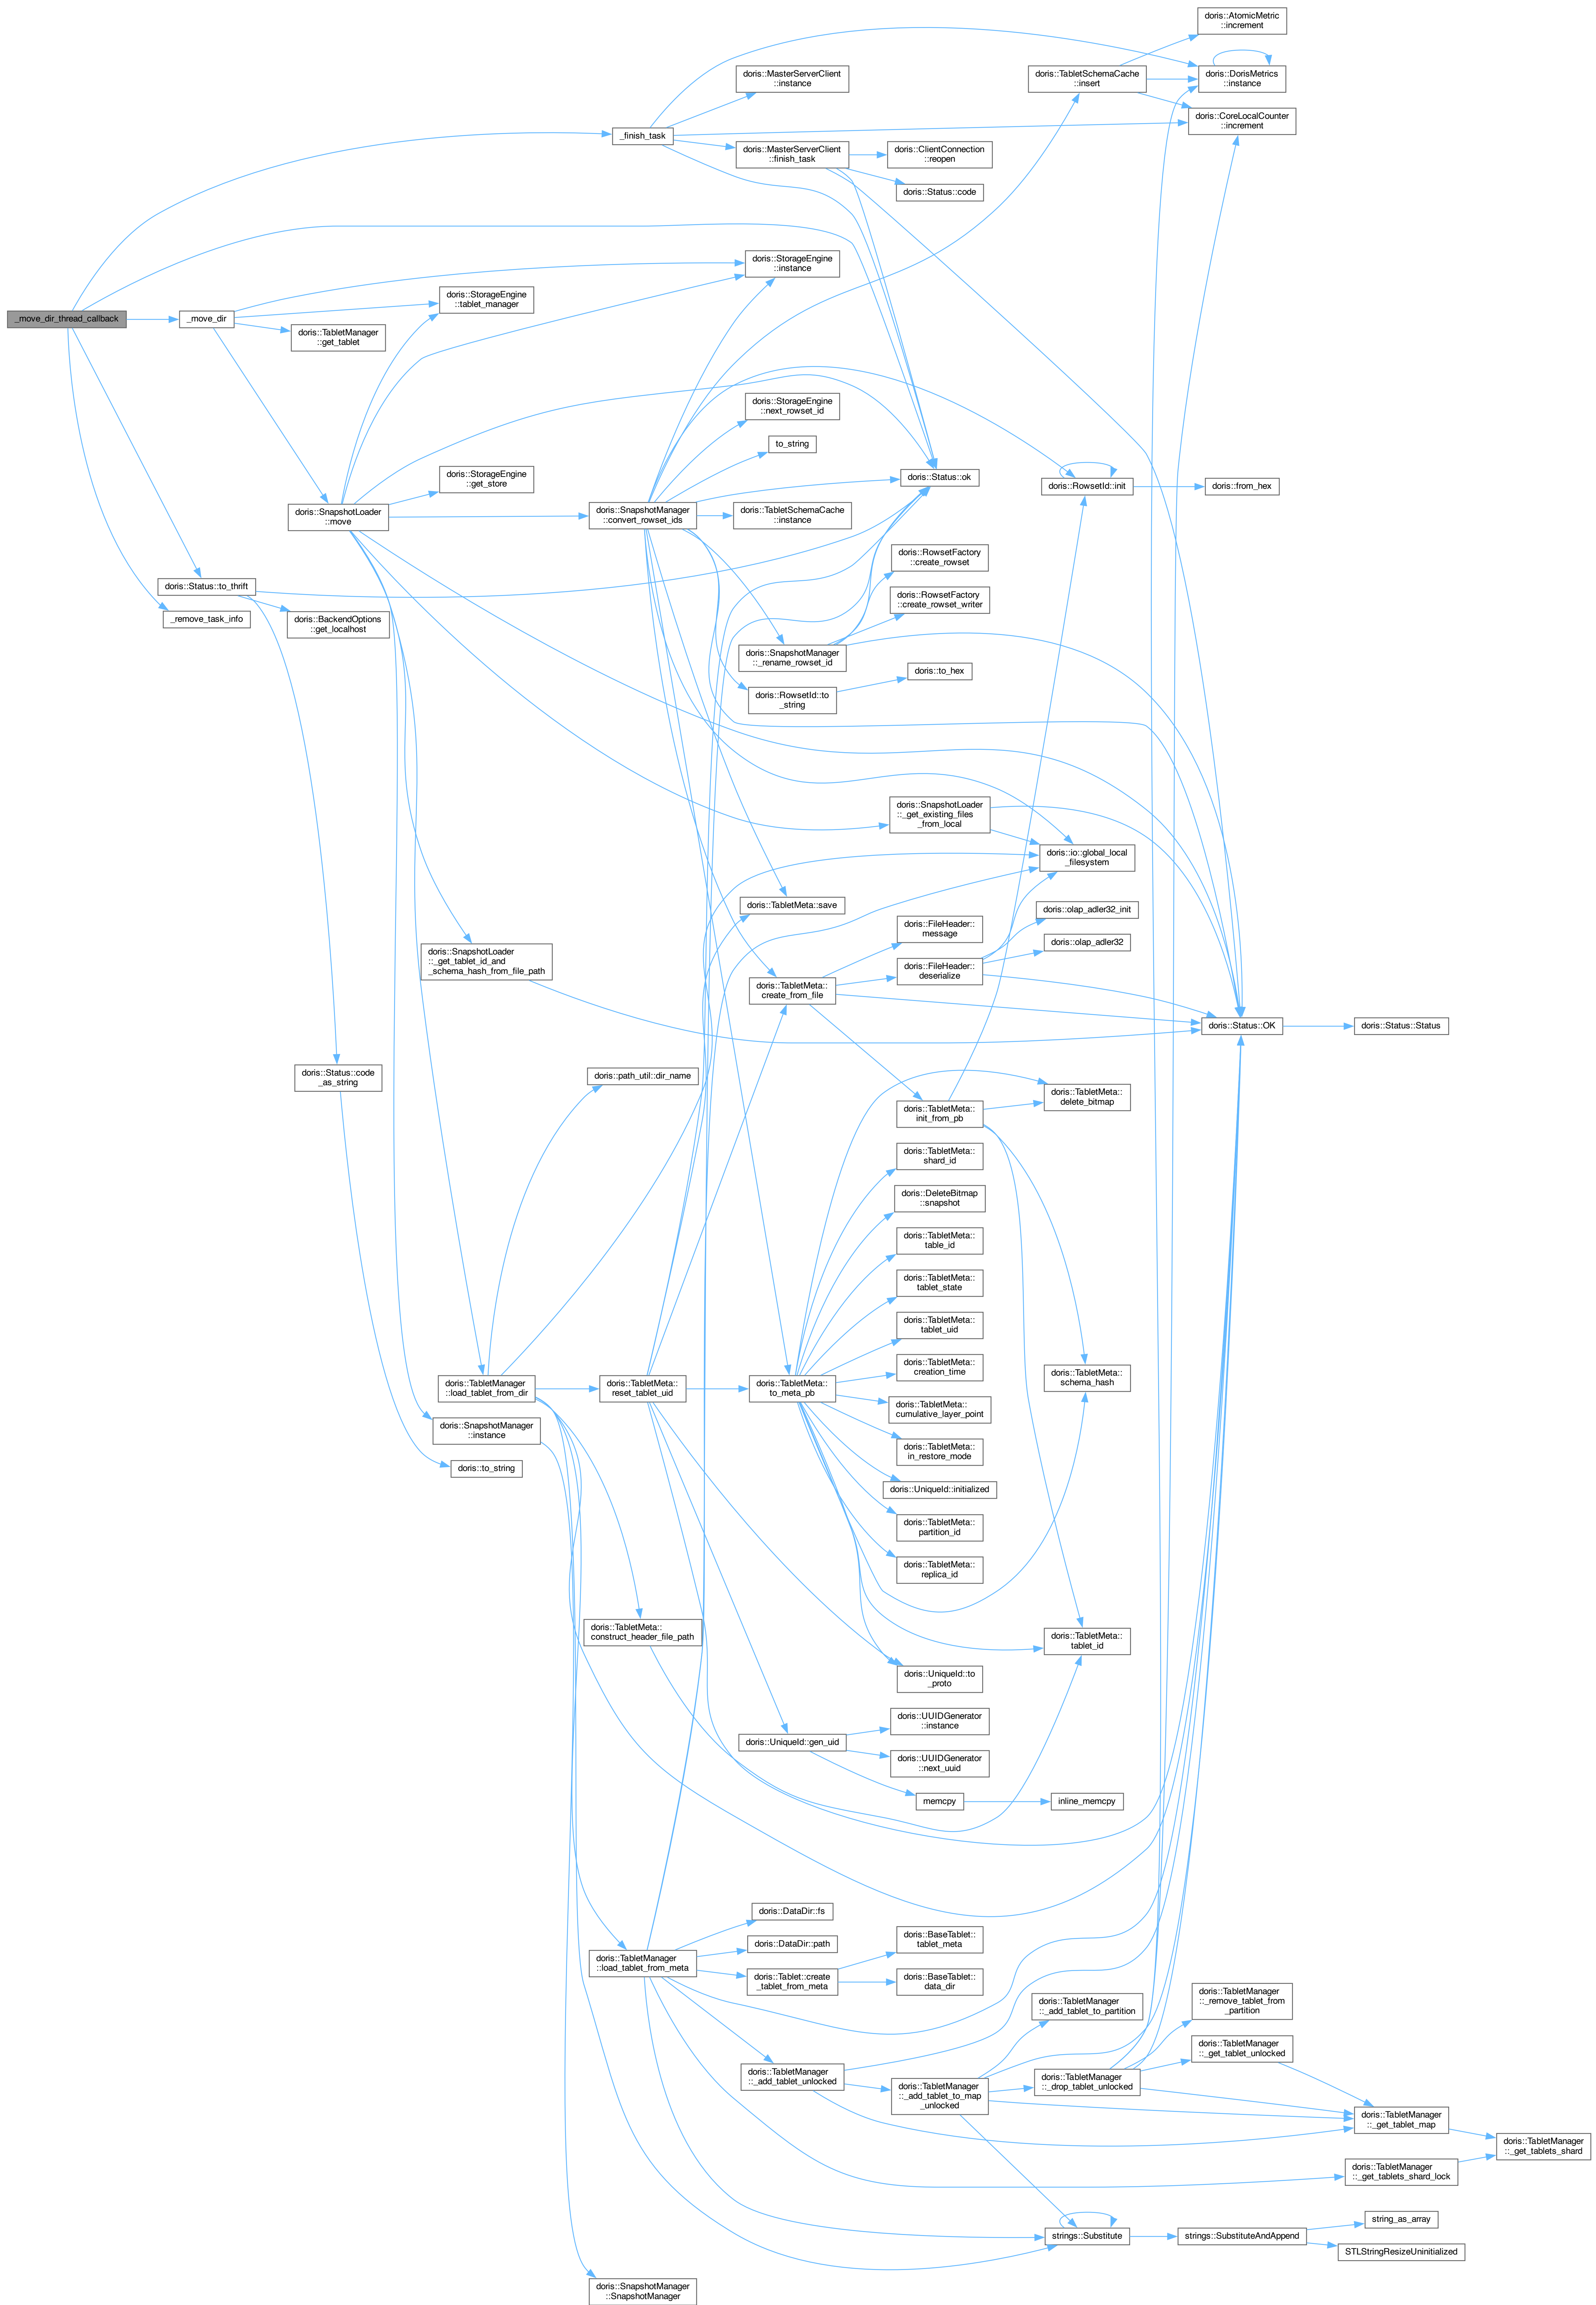 doris::AtomicMetric
::increment
doris::MasterServerClient
::instance
doris::TabletSchemaCache
::insert
doris::DorisMetrics
::instance
doris::CoreLocalCounter
::increment
_finish_task
doris::MasterServerClient
::finish_task
doris::ClientConnection
::reopen
doris::Status::code
doris::StorageEngine
::instance
doris::StorageEngine
::tablet_manager
_move_dir_thread_callback
_move_dir
doris::TabletManager
::get_tablet
doris::StorageEngine
::next_rowset_id
to_string
doris::StorageEngine
::get_store
doris::Status::ok
doris::RowsetId::init
doris::from_hex
doris::SnapshotLoader
::move
doris::SnapshotManager
::convert_rowset_ids
doris::TabletSchemaCache
::instance
doris::RowsetFactory
::create_rowset
doris::Status::to_thrift
doris::RowsetFactory
::create_rowset_writer
_remove_task_info
doris::BackendOptions
::get_localhost
doris::SnapshotManager
::_rename_rowset_id
doris::to_hex
doris::RowsetId::to
_string
doris::SnapshotLoader
::_get_existing_files
_from_local
doris::io::global_local
_filesystem
doris::TabletMeta::save
doris::olap_adler32_init
doris::FileHeader::
message
doris::olap_adler32
doris::SnapshotLoader
::_get_tablet_id_and
_schema_hash_from_file_path
doris::FileHeader::
deserialize
doris::TabletMeta::
create_from_file
doris::Status::OK
doris::Status::Status
doris::Status::code
_as_string
doris::path_util::dir_name
doris::TabletMeta::
delete_bitmap
doris::TabletMeta::
init_from_pb
doris::TabletMeta::
shard_id
doris::DeleteBitmap
::snapshot
doris::TabletMeta::
table_id
doris::TabletMeta::
tablet_state
doris::TabletMeta::
tablet_uid
doris::TabletMeta::
creation_time
doris::TabletMeta::
schema_hash
doris::TabletManager
::load_tablet_from_dir
doris::TabletMeta::
reset_tablet_uid
doris::TabletMeta::
to_meta_pb
doris::TabletMeta::
cumulative_layer_point
doris::SnapshotManager
::instance
doris::TabletMeta::
in_restore_mode
doris::to_string
doris::UniqueId::initialized
doris::TabletMeta::
partition_id
doris::TabletMeta::
replica_id
doris::TabletMeta::
construct_header_file_path
doris::TabletMeta::
tablet_id
doris::UniqueId::to
_proto
doris::UUIDGenerator
::instance
doris::UniqueId::gen_uid
doris::UUIDGenerator
::next_uuid
memcpy
inline_memcpy
doris::DataDir::fs
doris::BaseTablet::
tablet_meta
doris::DataDir::path
doris::TabletManager
::load_tablet_from_meta
doris::Tablet::create
_tablet_from_meta
doris::BaseTablet::
data_dir
doris::TabletManager
::_remove_tablet_from
_partition
doris::TabletManager
::_add_tablet_to_partition
doris::TabletManager
::_get_tablet_unlocked
doris::TabletManager
::_add_tablet_unlocked
doris::TabletManager
::_drop_tablet_unlocked
doris::TabletManager
::_add_tablet_to_map
_unlocked
doris::TabletManager
::_get_tablet_map
doris::TabletManager
::_get_tablets_shard
doris::TabletManager
::_get_tablets_shard_lock
string_as_array
strings::Substitute
strings::SubstituteAndAppend
STLStringResizeUninitialized
doris::SnapshotManager
::SnapshotManager